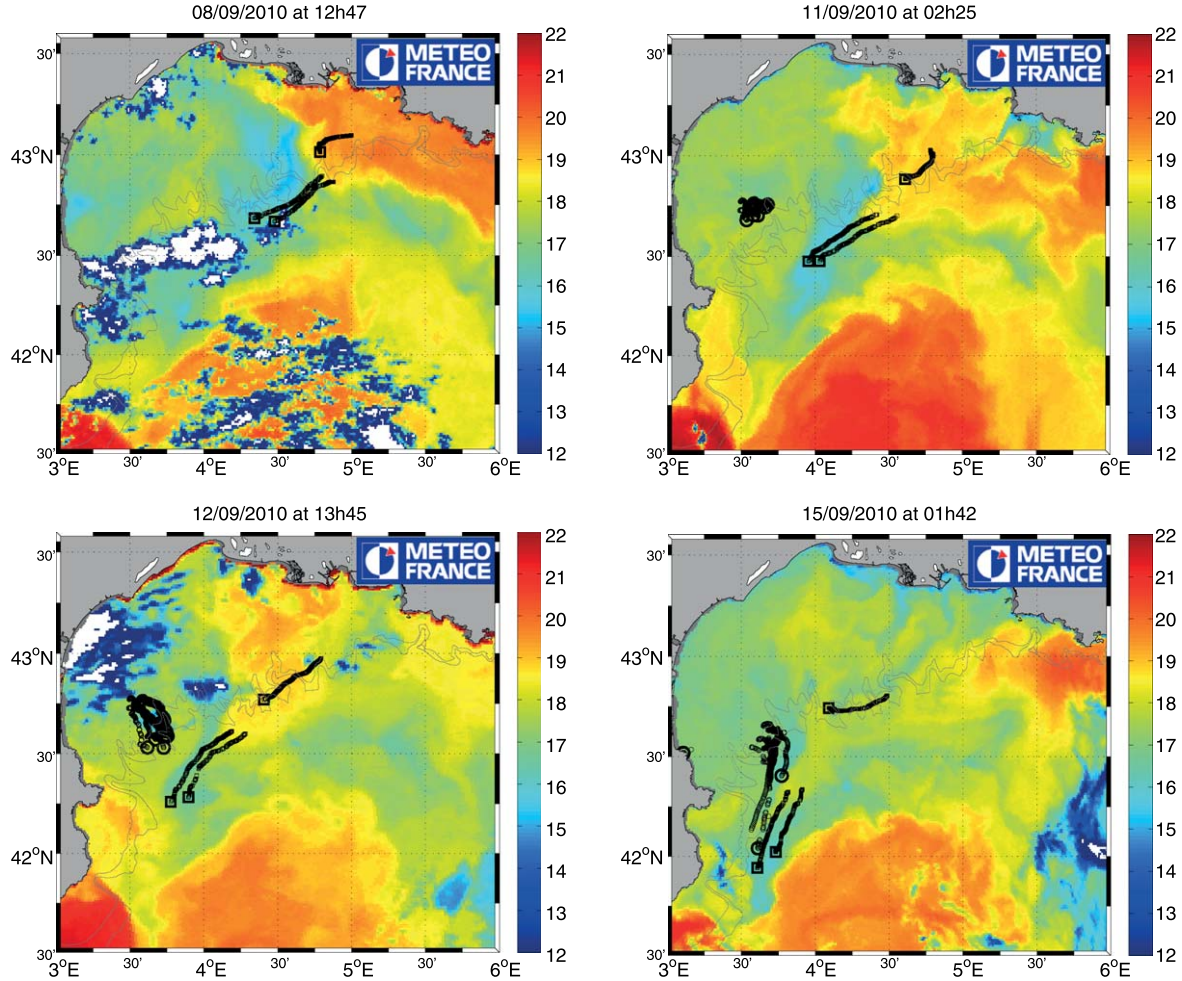 08/09/2010 at 12h47
11/09/2010 at 02h25
METEO
FRANCE
METEO
FRANCE
30'
43°N
30'
42°N
30'
3°E 30' 4°E 30' 5°E 30' 6°E
22
21
20
19
18
17
16
15
14
13
12
30'
43°N
30'
42°N
30'
3°E 30' 4°E 30' 5°E 30' 6°E
22
21
20
19
18
17
16
15
14
13
12
12/09/2010 at 13h45
15/09/2010 at 01h42
METEO
FRANCE
METEO
FRANCE
30'
43°N
30'
42°N
30'
3°E 30' 4°E 30' 5°E 30' 6°E
22
21
20
19
18
17
16
15
14
13
12
30'
43°N
30'
42°N
30'
3°E 30' 4°E 30' 5°E 30' 6°E
22
21
20
19
18
17
16
15
14
13
12